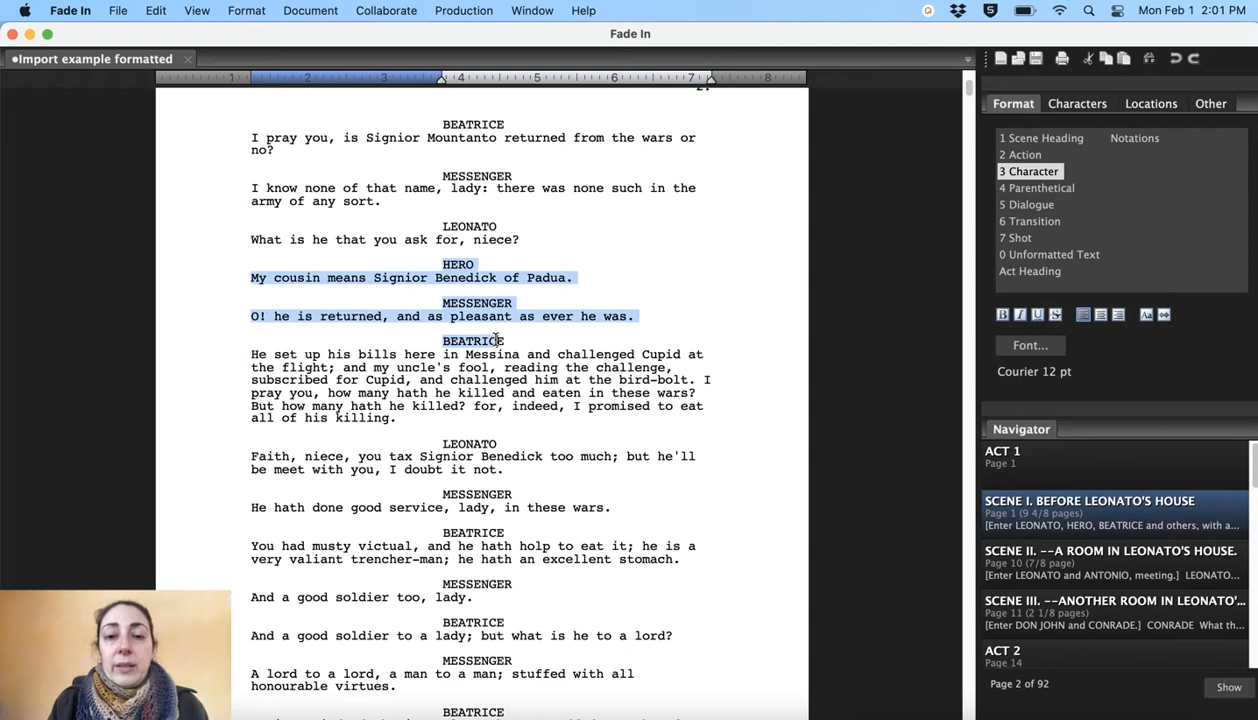 Fade In File Edit View Format Document Collaborate Production Window Help Mon Feb 1 2:01 PM
Fade In
•Import example formatted
1 2 3 4 5 6 7 8
2.
BEATRICE
I pray you, is Signior Mountanto returned from the wars or
no?
MESSENGER
I know none of that name, lady: there was none such in the
army of any sort.
LEONATO
What is he that you ask for, niece?
HERO
My cousin means Signior Benedick of Padua.
MESSENGER
O! he is returned, and as pleasant as ever he was.
BEATRICE
He set up his bills here in Messina and challenged Cupid at
the flight; and my uncle's fool, reading the challenge,
subscribed for Cupid, and challenged him at the bird-bolt. I
pray you, how many hath he killed and eaten in these wars?
But how many hath he killed? for, indeed, I promised to eat
all of his killing.
LEONATO
Faith, niece, you tax Signior Benedick too much; but he'll
be meet with you, I doubt it not.
MESSENGER
He hath done good service, lady, in these wars.
BEATRICE
You had musty victual, and he hath holp to eat it; he is a
very valiant trencher-man; he hath an excellent stomach.
MESSENGER
And a good soldier too, lady.
BEATRICE
And a good soldier to a lady; but what is he to a lord?
MESSENGER
A lord to a lord, a man to a man; stuffed with all
honourable virtues.
BEATRICE
Format Characters Locations Other
1 Scene Heading Notations
2 Action
3 Character
4 Parenthetical
5 Dialogue
6 Transition
7 Shot
0 Unformatted Text
Act Heading
B I U S Aa
Font...
Courier 12 pt
Navigator
ACT 1
Page 1
SCENE I. BEFORE LEONATO'S HOUSE
Page 1 (9 4/8 pages)
[Enter LEONATO, HERO, BEATRICE and others, with a...
SCENE II. --A ROOM IN LEONATO'S HOUSE.
Page 10 (7/8 page)
[Enter LEONATO and ANTONIO, meeting.] LEONATO...
SCENE III. --ANOTHER ROOM IN LEONATO'...
Page 11 (2 1/8 pages)
[Enter DON JOHN and CONRADE.] CONRADE What th...
ACT 2
Page 14
Page 2 of 92
Show